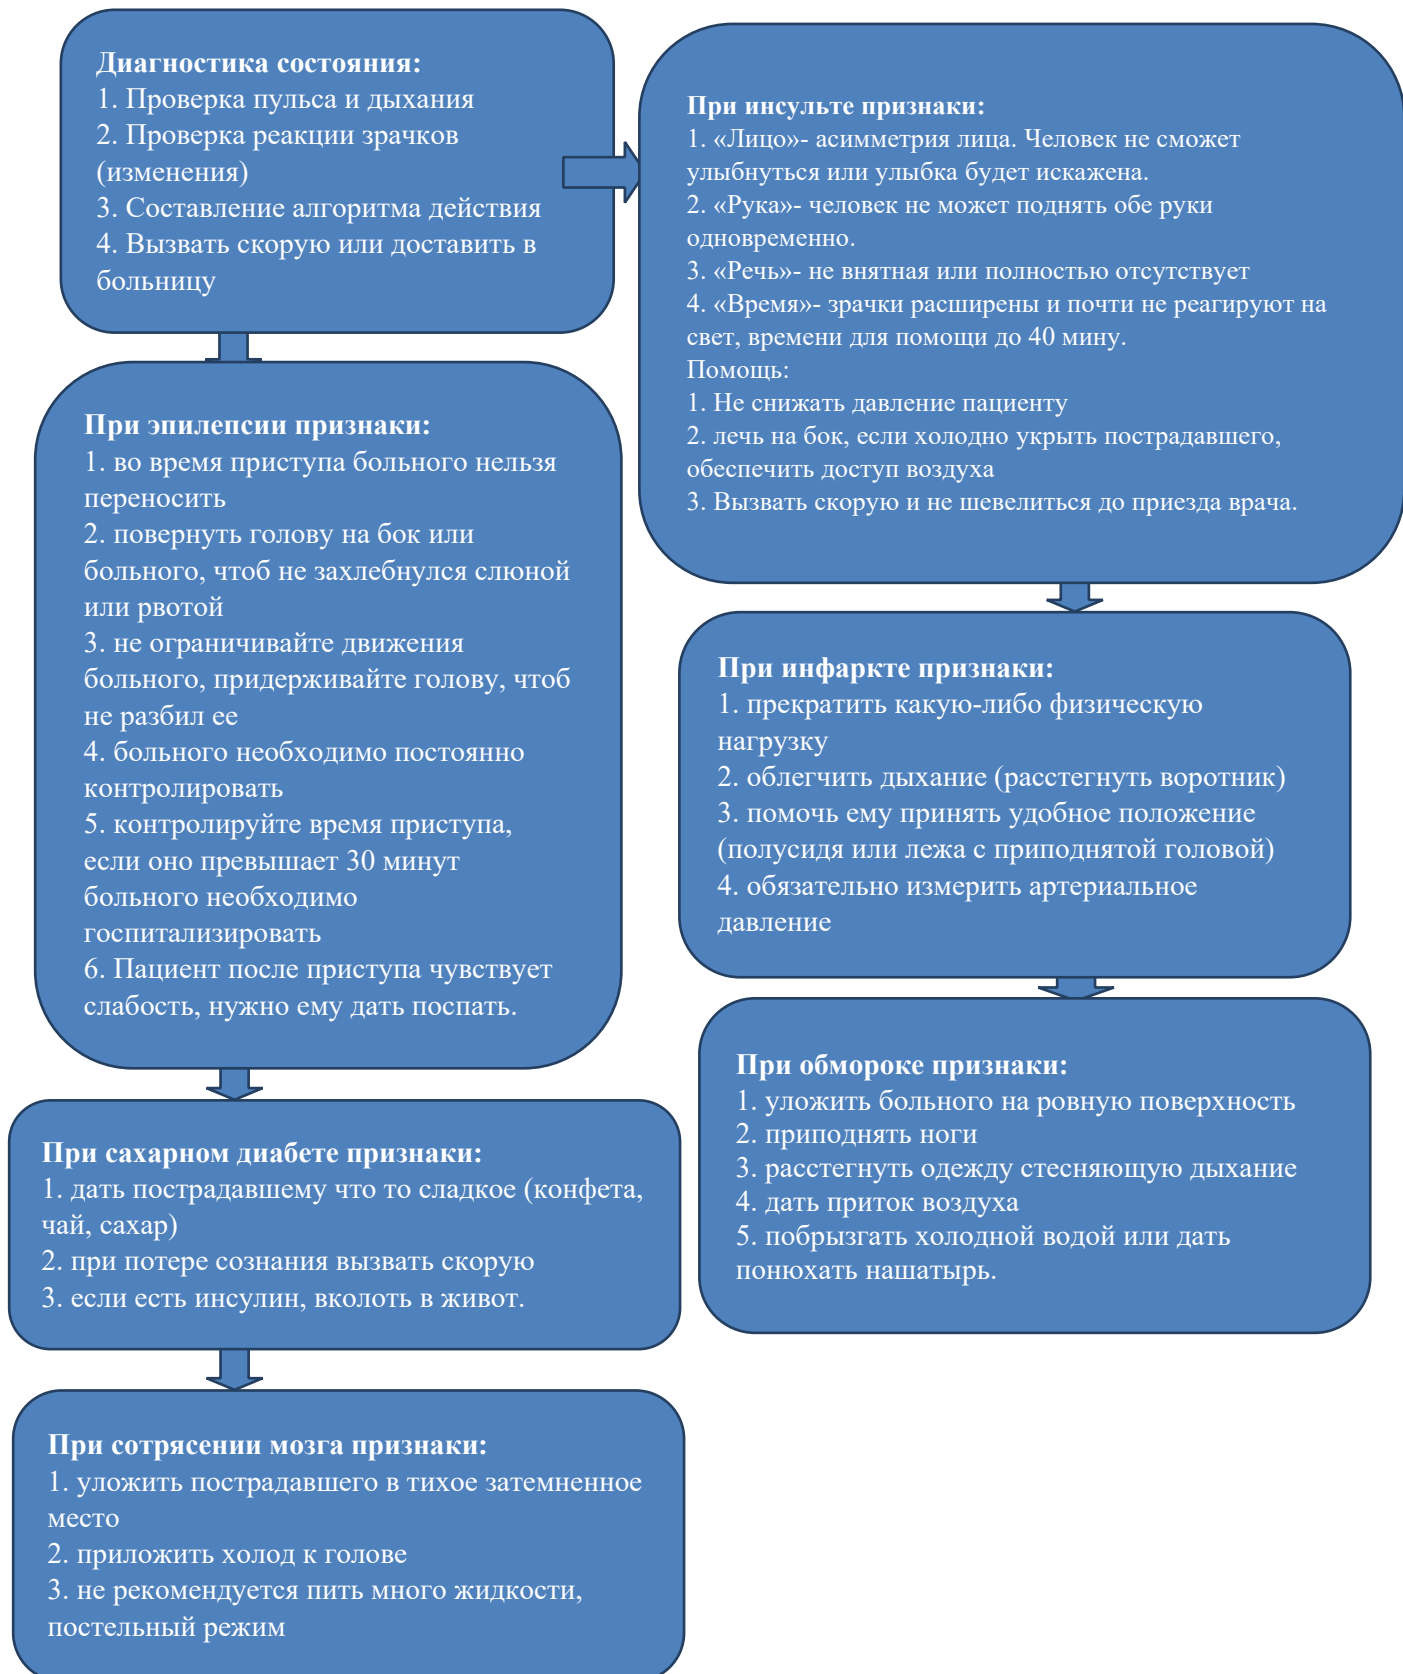 Диагностика состояния:
1. Проверка пульса и дыхания
2. Проверка реакции зрачков
(изменения)
3. Составление алгоритма действия
4. Вызвать скорую или доставить в
больницу
При инсульте признаки:
1. «Лицо»- асимметрия лица. Человек не сможет
улыбнуться или улыбка будет искажена.
2. «Рука»- человек не может поднять обе руки
одновременно.
3. «Речь»- не внятная или полностью отсутствует
4. «Время»- зрачки расширены и почти не реагируют на
свет, времени для помощи до 40 мину.
Помощь:
1. Не снижать давление пациенту
2. лечь на бок, если холодно укрыть пострадавшего,
обеспечить доступ воздуха
3. Вызвать скорую и не шевелиться до приезда врача.
При эпилепсии признаки:
1. во время приступа больного нельзя
переносить
2. повернуть голову на бок или
больного, чтоб не захлебнулся слюной
или рвотой
3. не ограничивайте движения
больного, придерживайте голову, чтоб
не разбил ее
4. больного необходимо постоянно
контролировать
5. контролируйте время приступа,
если оно превышает 30 минут
больного необходимо
госпитализировать
6. Пациент после приступа чувствует
слабость, нужно ему дать поспать.
При инфаркте признаки:
1. прекратить какую-либо физическую
нагрузку
2. облегчить дыхание (расстегнуть воротник)
3. помочь ему принять удобное положение
(полусидя или лежа с приподнятой головой)
4. обязательно измерить артериальное
давление
При обмороке признаки:
1. уложить больного на ровную поверхность
2. приподнять ноги
3. расстегнуть одежду стесняющую дыхание
4. дать приток воздуха
5. побрызгать холодной водой или дать
понюхать нашатырь.
При сахарном диабете признаки:
1. дать пострадавшему что то сладкое (конфета,
чай, сахар)
2. при потере сознания вызвать скорую
3. если есть инсулин, вколоть в живот.
При сотрясении мозга признаки:
1. уложить пострадавшего в тихое затемненное
место
2. приложить холод к голове
3. не рекомендуется пить много жидкости,
постельный режим